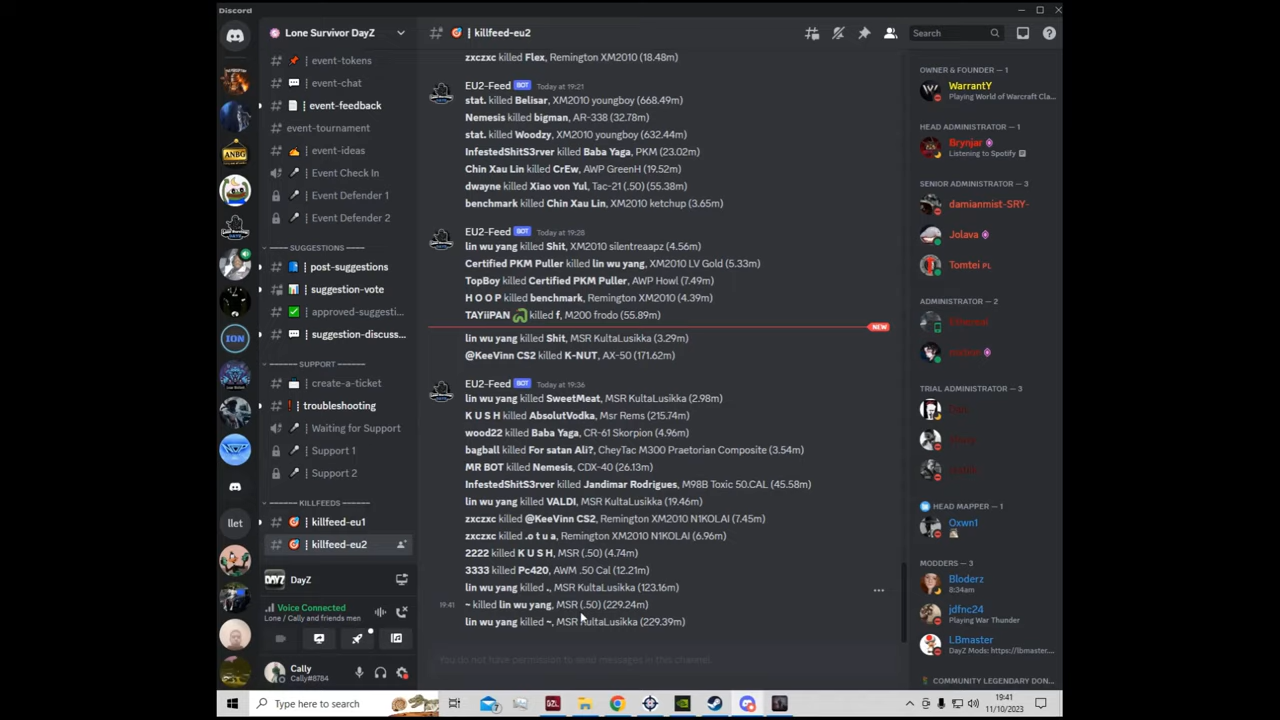 Discord
Lone Survivor DayZ
| killfeed-eu2
Search
| event-tokens
| event-chat
| event-feedback
event-tournament
| event-ideas
| Event Check In
| Event Defender 1
| Event Defender 2
SUGGESTIONS
| post-suggestions
| suggestion-vote
| approved-suggesti...
| suggestion-discuss...
SUPPORT
| create-a-ticket
| troubleshooting
| Waiting for Support
| Support 1
| Support 2
KILLFEEDS
| killfeed-eu1
| killfeed-eu2
DayZ
Voice Connected
Lone / Cally and friends men
Cally
Cally#8784
ANBG
ION
llet
zxczxc killed Flex, Remington XM2010 (18.48m)
EU2-Feed BOT Today at 19:21
stat. killed Belisar, XM2010 youngboy (668.49m)
Nemesis killed bigman, AR-338 (32.78m)
stat. killed Woodzy, XM2010 youngboy (632.44m)
InfestedShitS3rver killed Baba Yaga, PKM (23.02m)
Chin Xau Lin killed CrEw, AWP GreenH (19.52m)
dwayne killed Xiao von Yul, Tac-21 (.50) (55.38m)
benchmark killed Chin Xau Lin, XM2010 ketchup (3.65m)
EU2-Feed BOT Today at 19:28
lin wu yang killed Shit, XM2010 silentreaapz (4.56m)
Certified PKM Puller killed lin wu yang, XM2010 LV Gold (5.33m)
TopBoy killed Certified PKM Puller, AWP Howl (7.49m)
H O O P killed benchmark, Remington XM2010 (4.39m)
TAYiiPAN killed f, M200 frodo (55.89m)
NEW
lin wu yang killed Shit, MSR KultaLusikka (3.29m)
@KeeVinn CS2 killed K-NUT, AX-50 (171.62m)
EU2-Feed BOT Today at 19:36
lin wu yang killed SweetMeat, MSR KultaLusikka (2.98m)
K U S H killed AbsolutVodka, Msr Rems (215.74m)
wood22 killed Baba Yaga, CR-61 Skorpion (4.96m)
bagball killed For satan Ali?, CheyTac M300 Praetorian Composite (3.54m)
MR BOT killed Nemesis, CDX-40 (26.13m)
InfestedShitS3rver killed Jandimar Rodrigues, M98B Toxic 50.CAL (45.58m)
lin wu yang killed VALDI, MSR KultaLusikka (19.46m)
zxczxc killed @KeeVinn CS2, Remington XM2010 N1KOLAI (7.45m)
zxczxc killed .o t u a, Remington XM2010 N1KOLAI (6.96m)
2222 killed K U S H, MSR (.50) (4.74m)
3333 killed Pc420, AWM .50 Cal (12.21m)
lin wu yang killed ., MSR KultaLusikka (123.16m)
19:41 ~ killed lin wu yang, MSR (.50) (229.24m)
lin wu yang killed ~, MSR KultaLusikka (229.39m)
You do not have permission to send messages in this channel.
OWNER & FOUNDER — 1
WarrantY
Playing World of Warcraft Cla...
HEAD ADMINISTRATOR — 1
Brynjar
Listening to Spotify
SENIOR ADMINISTRATOR — 3
damianmist-SRY-
Jolava
Tomtei PL
ADMINISTRATOR — 2
TRIAL ADMINISTRATOR — 3
HEAD MAPPER — 1
Oxwn1
MODDERS — 3
Bloderz
8:34am
jdfnc24
Playing War Thunder
LBmaster
DayZ Mods: https://lbmaster....
COMMUNITY LEGENDARY DON...
Type here to search
19:41
11/10/2023